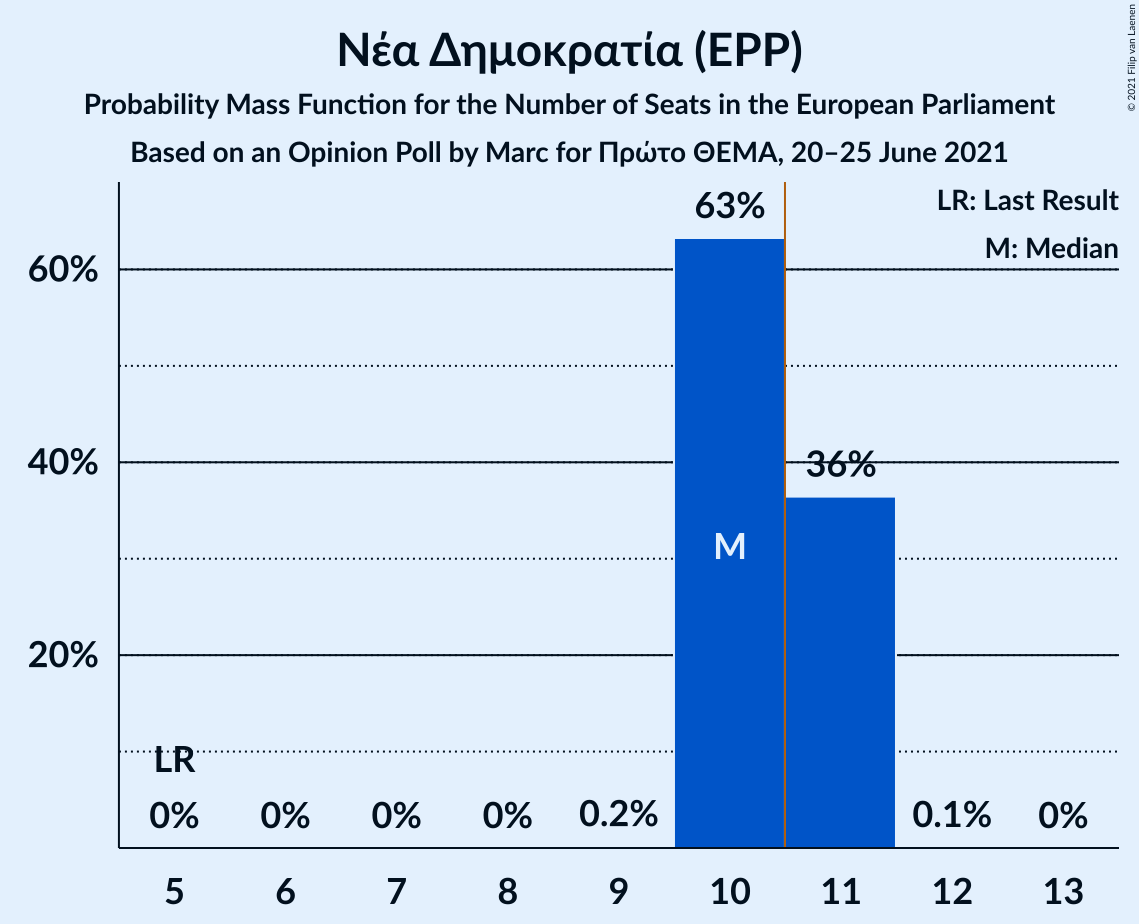 Νέα Δημοκρατία (EPP)
Probability Mass Function for the Number of Seats in the European Parliament
Based on an Opinion Poll by Marc for Πρώτο ΘΕΜΑ, 20–25 June 2021
© 2021 Filip van Laenen
LR: Last Result
M: Median
63%
60%
40%
36%
M
20%
LR
0% 0% 0% 0% 0.2% 0.1% 0%
5 6 7 8 9 10 11 12 13